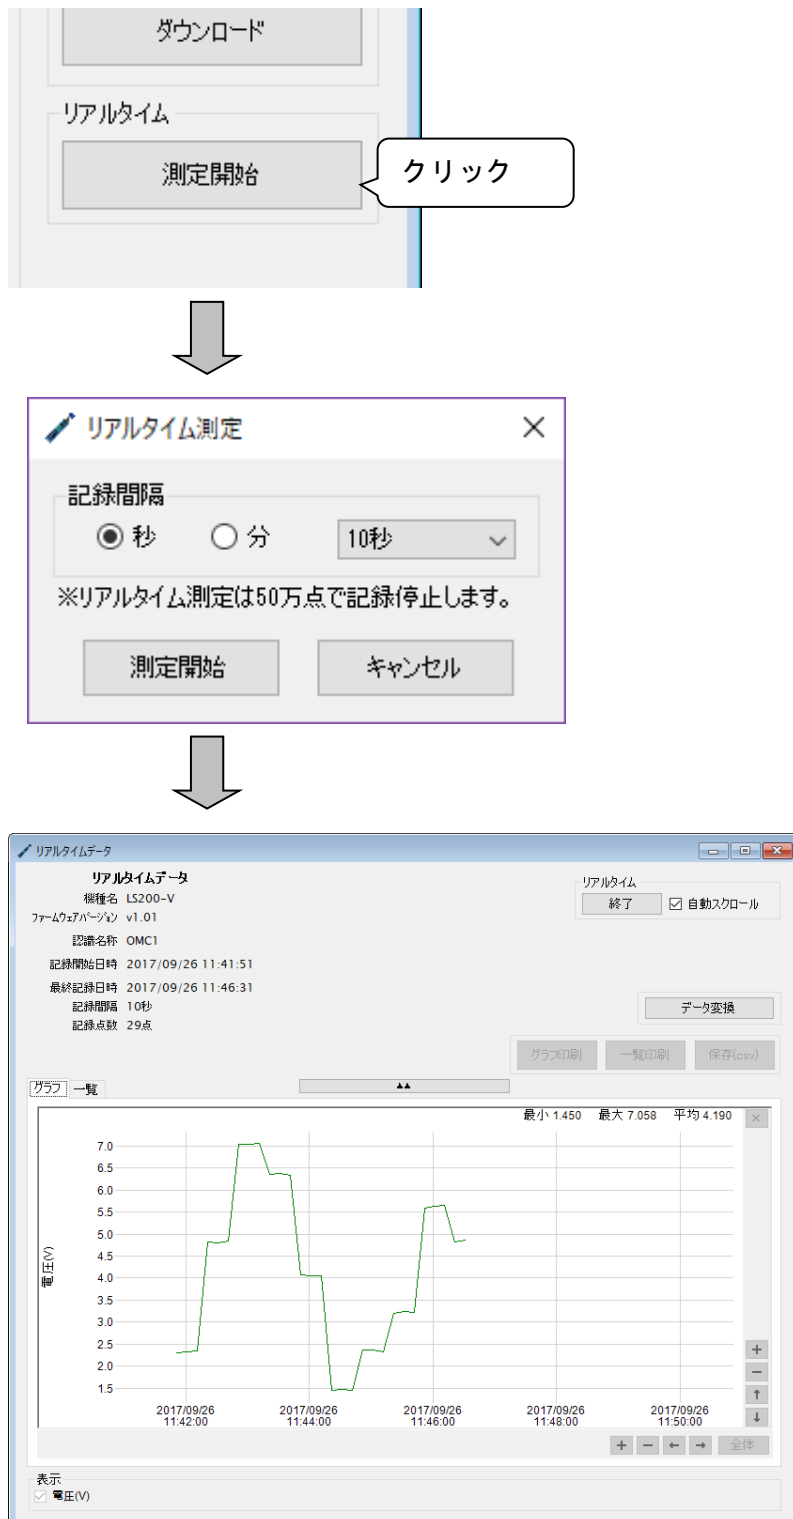 ダウンロード
リアルタイム
測定開始
クリック
リアルタイム測定
記録間隔
秒 分 10秒
※リアルタイム測定は50万点で記録停止します。
測定開始 キャンセル
リアルタイムデータ
リアルタイムデータ
機種名 LS200-V
ファームウェアバージョン v1.01
認識名称 OMC1
記録開始日時 2017/09/26 11:41:51
最終記録日時 2017/09/26 11:46:31
記録間隔 10秒
記録点数 29点
リアルタイム
終了 自動スクロール
データ変換
グラフ印刷 一覧印刷 保存(csv)
グラフ 一覧
最小 1.450 最大 7.058 平均 4.190
電圧(V)
7.0
6.5
6.0
5.5
5.0
4.5
4.0
3.5
3.0
2.5
2.0
1.5
2017/09/26 2017/09/26 2017/09/26 2017/09/26 2017/09/26
11:42:00 11:44:00 11:46:00 11:48:00 11:50:00
全体
表示
電圧(V)